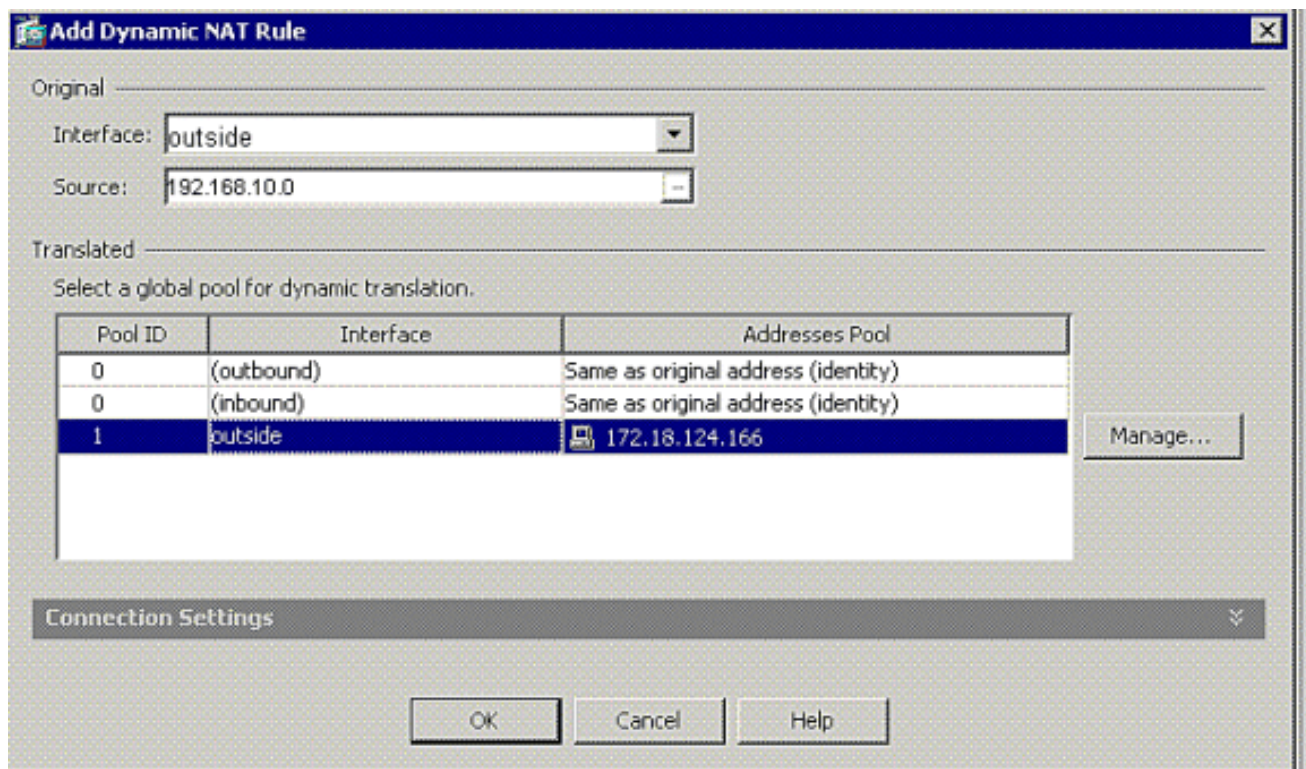 Add Dynamic NAT Rule
Original
Interface: outside
Source: 192.168.10.0
Translated
Select a global pool for dynamic translation.
Pool ID Interface Addresses Pool
0 (outbound) Same as original address (identity)
0 (inbound) Same as original address (identity)
1 outside 172.18.124.166
Manage...
Connection Settings
OK Cancel Help